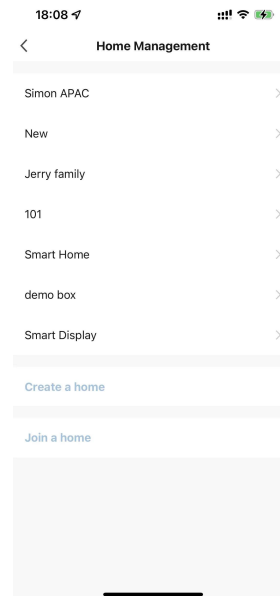 18:08
Home Management
Simon APAC
New
Jerry family
101
Smart Home
demo box
Smart Display
Create a home
Join a home